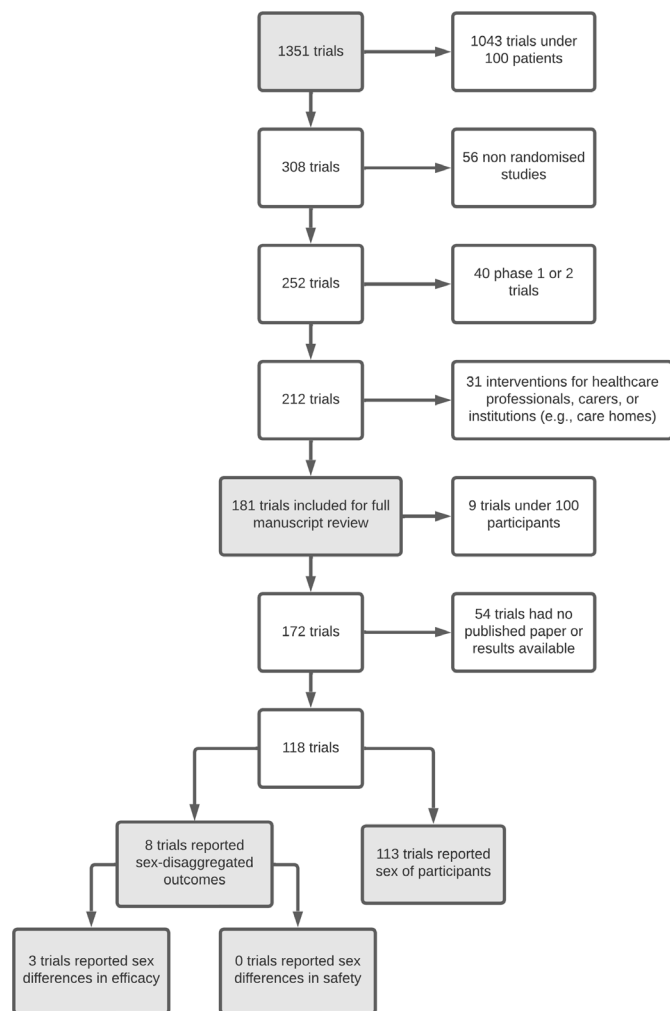 1351 trials
1043 trials under
100 patients
308 trials
56 non randomised
studies
252 trials
40 phase 1 or 2
trials
212 trials
31 interventions for healthcare
professionals, carers, or
institutions (e.g., care homes)
181 trials included for full
manuscript review
9 trials under 100
participants
172 trials
54 trials had no
published paper or
results available
118 trials
8 trials reported
sex-disaggregated
outcomes
113 trials reported
sex of participants
3 trials reported sex
differences in efficacy
0 trials reported sex
differences in safety